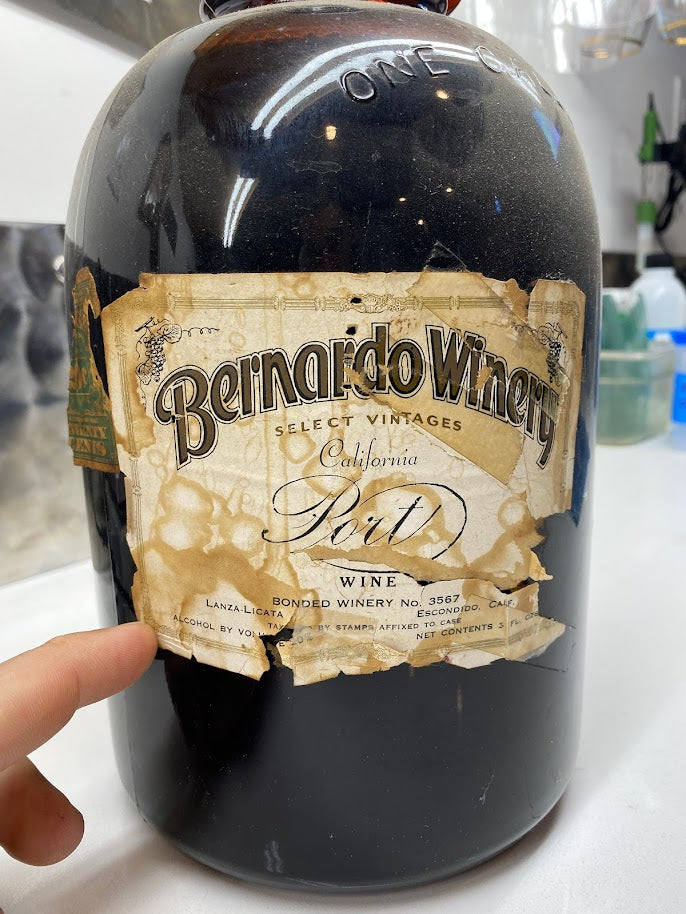 ONE
Bernardo Winery
SELECT VINTAGES
California
Port
WINE
BONDED WINERY No. 3567
LANZA-LICATA ESCONDIDO, CALIF.
BY STAMPS AFFIXED TO CASE
ALCOHOL BY NET CONTENTS